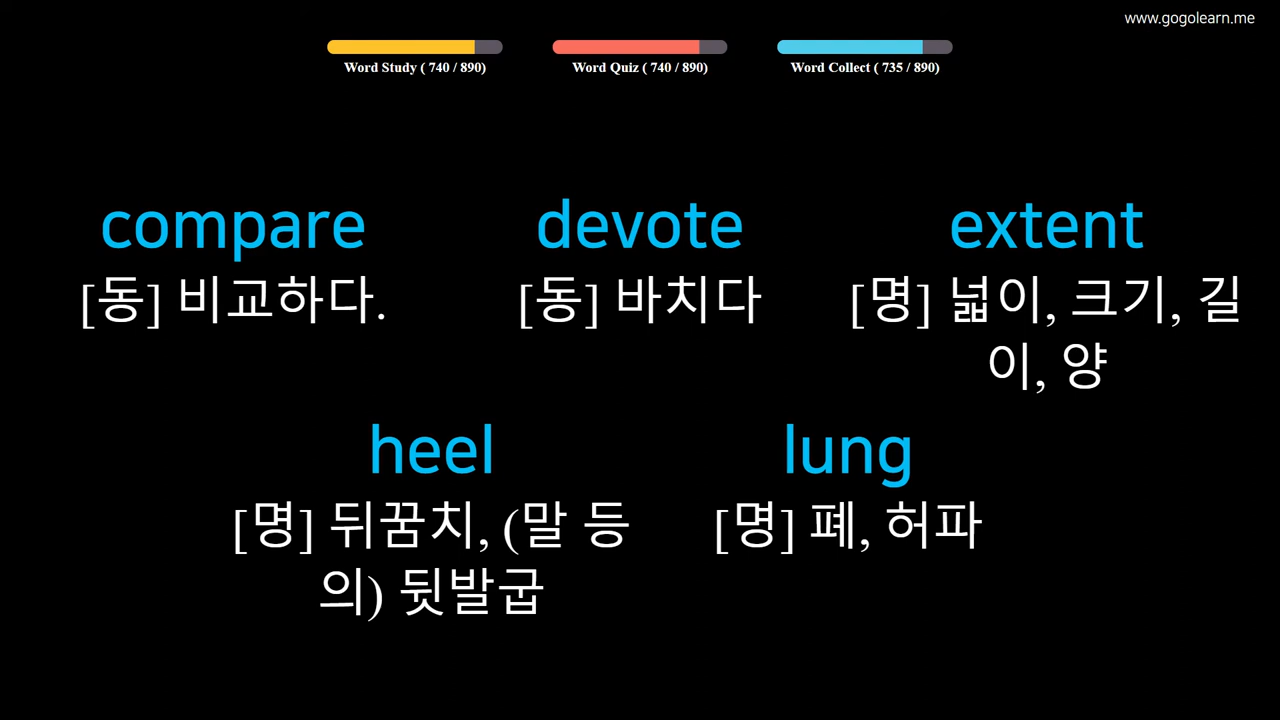 www.gogolearn.me
Word Study ( 740 / 890)
Word Quiz ( 740 / 890)
Word Collect ( 735 / 890)
compare
[동] 비교하다.
devote
[동] 바치다
extent
[명] 넓이, 크기, 길
이, 양
heel
[명] 뒤꿈치, (말 등
의) 뒷발굽
lung
[명] 폐, 허파